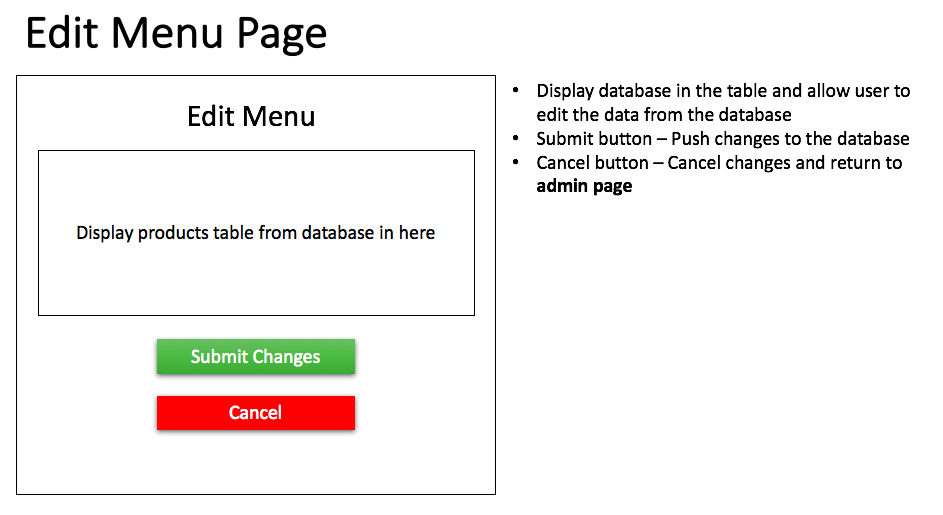 Edit Menu Page
Edit Menu
Display products table from database in here
Submit Changes
Cancel
• Display database in the table and allow user to
edit the data from the database
• Submit button – Push changes to the database
• Cancel button – Cancel changes and return to
admin page